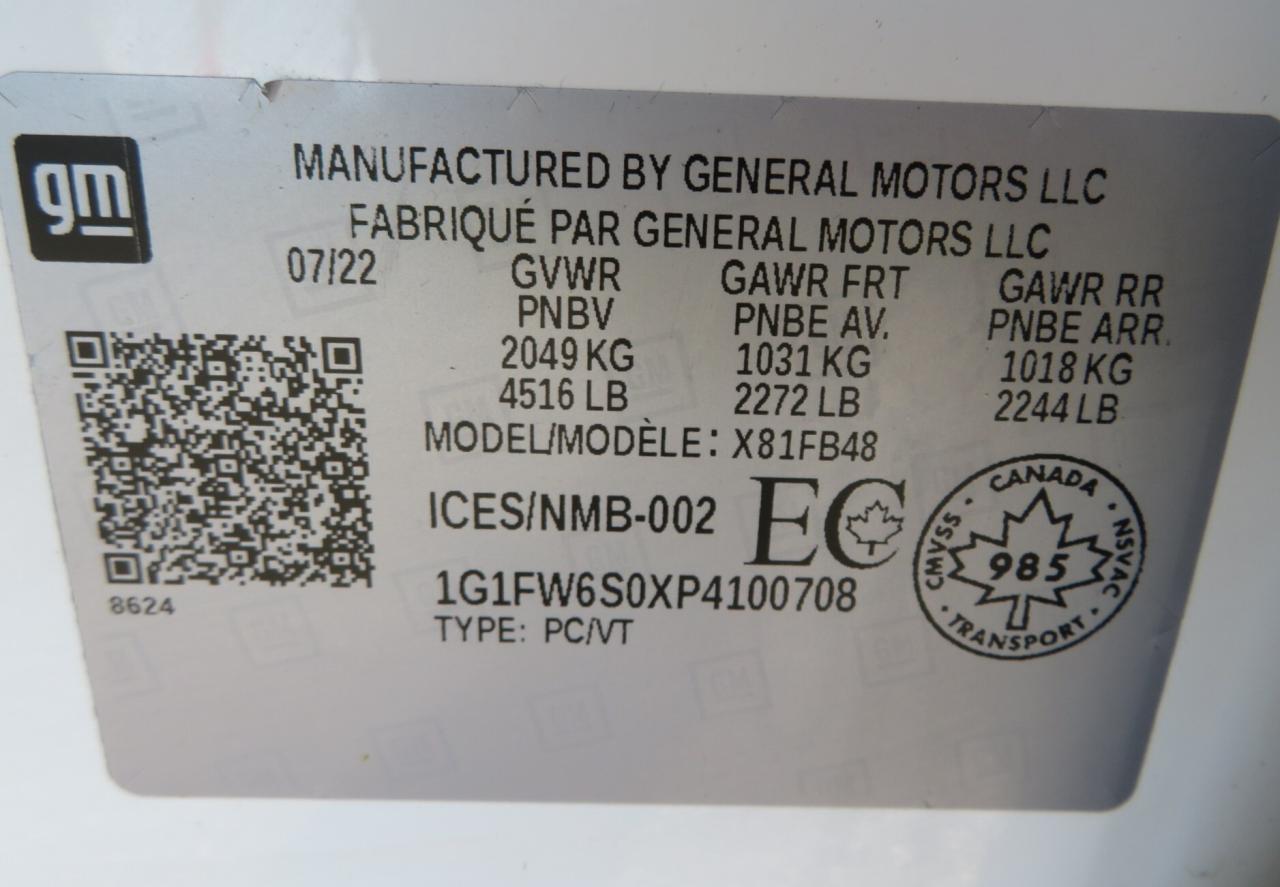 gm
MANUFACTURED BY GENERAL MOTORS LLC
FABRIQUÉ PAR GENERAL MOTORS LLC
07/22 GVWR GAWR FRT GAWR RR
PNBV PNBE AV. PNBE ARR.
2049 KG 1031 KG 1018 KG
4516 LB 2272 LB 2244 LB
MODEL/MODÈLE: X81FB48
ICES/NMB-002 EC
1G1FW6S0XP4100708
TYPE: PC/VT
8624
CANADA · NSVAC · TRANSPORT · CMVSS ·
985